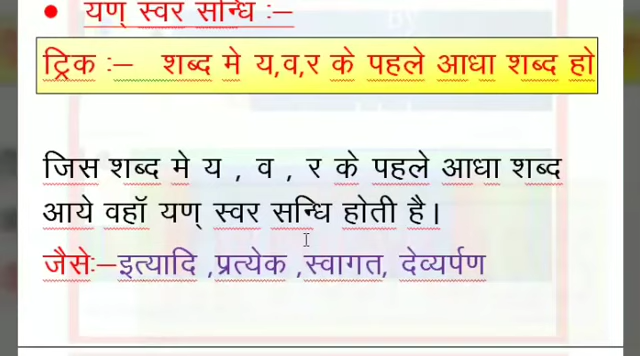 • यण् स्वर सन्धि :–
ट्रिक :– शब्द मे य,व,र के पहले आधा शब्द हो
जिस शब्द मे य , व , र के पहले आधा शब्द
आये वहॉ यण् स्वर सन्धि होती है।
जैसेः–इत्यादि ,प्रत्येक ,स्वागत, देव्यर्पण